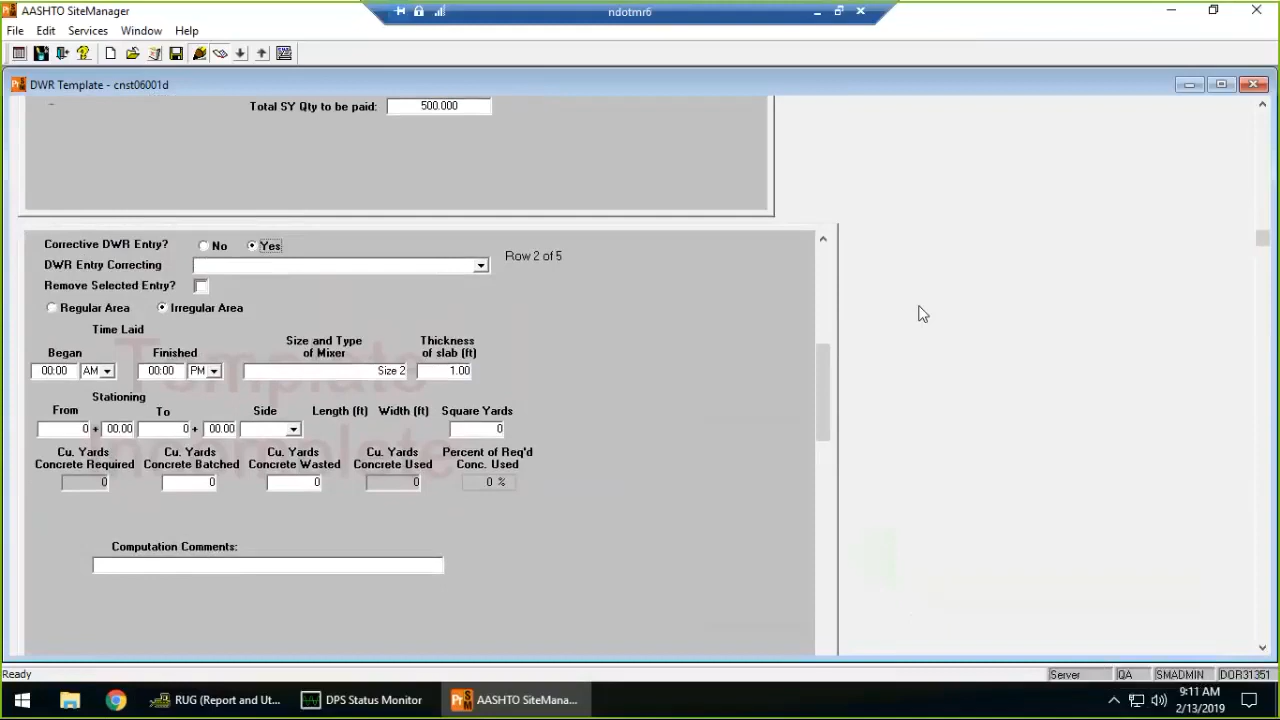 AASHTO SiteManager
ndotmr6
File Edit Services Window Help
DWR Template - cnst06001d
Total SY Qty to be paid: 500.000
Corrective DWR Entry? No Yes
Row 2 of 5
DWR Entry Correcting
Remove Selected Entry?
Regular Area Irregular Area
Time Laid
Size and Type of Mixer
Thickness of slab (ft)
Began Finished
00:00 AM 00:00 PM Size 2 1.00
Template
Stationing
From To Side Length (ft) Width (ft) Square Yards
0 + 00.00 0 + 00.00 0
Incomplete
Cu. Yards Cu. Yards Cu. Yards Cu. Yards Percent of Req'd
Concrete Required Concrete Batched Concrete Wasted Concrete Used Conc. Used
0 0 0 0 0 %
Computation Comments:
Ready
Server QA SMADMIN DOR31351
RUG (Report and Ut... DPS Status Monitor AASHTO SiteMana...
9:11 AM
2/13/2019